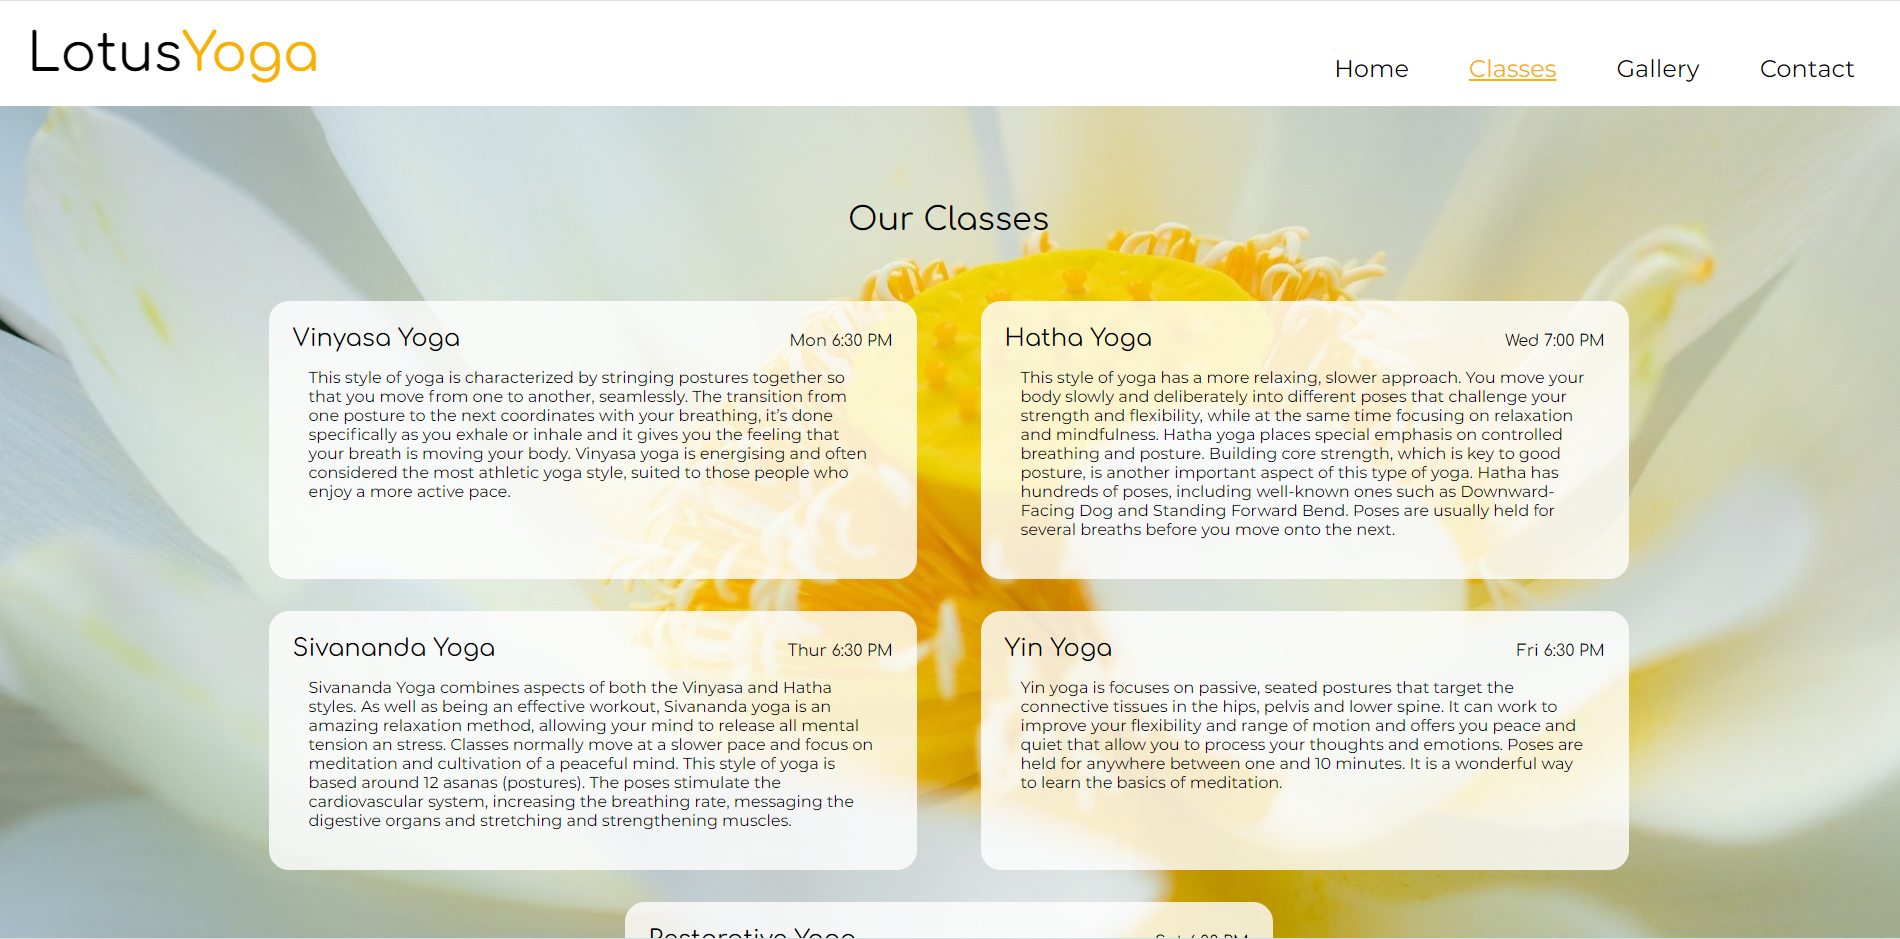 LotusYoga
Home Classes Gallery Contact
Our Classes
Vinyasa Yoga Mon 6:30 PM
This style of yoga is characterized by stringing postures together so
that you move from one to another, seamlessly. The transition from
one posture to the next coordinates with your breathing, it's done
specifically as you exhale or inhale and it gives you the feeling that
your breath is moving your body. Vinyasa yoga is energising and often
considered the most athletic yoga style, suited to those people who
enjoy a more active pace.
Hatha Yoga Wed 7:00 PM
This style of yoga has a more relaxing, slower approach. You move your
body slowly and deliberately into different poses that challenge your
strength and flexibility, while at the same time focusing on relaxation
and mindfulness. Hatha yoga places special emphasis on controlled
breathing and posture. Building core strength, which is key to good
posture, is another important aspect of this type of yoga. Hatha has
hundreds of poses, including well-known ones such as Downward-
Facing Dog and Standing Forward Bend. Poses are usually held for
several breaths before you move onto the next.
Sivananda Yoga Thur 6:30 PM
Sivananda Yoga combines aspects of both the Vinyasa and Hatha
styles. As well as being an effective workout, Sivananda yoga is an
amazing relaxation method, allowing your mind to release all mental
tension an stress. Classes normally move at a slower pace and focus on
meditation and cultivation of a peaceful mind. This style of yoga is
based around 12 asanas (postures). The poses stimulate the
cardiovascular system, increasing the breathing rate, messaging the
digestive organs and stretching and strengthening muscles.
Yin Yoga Fri 6:30 PM
Yin yoga is focuses on passive, seated postures that target the
connective tissues in the hips, pelvis and lower spine. It can work to
improve your flexibility and range of motion and offers you peace and
quiet that allow you to process your thoughts and emotions. Poses are
held for anywhere between one and 10 minutes. It is a wonderful way
to learn the basics of meditation.
Restorative Yoga